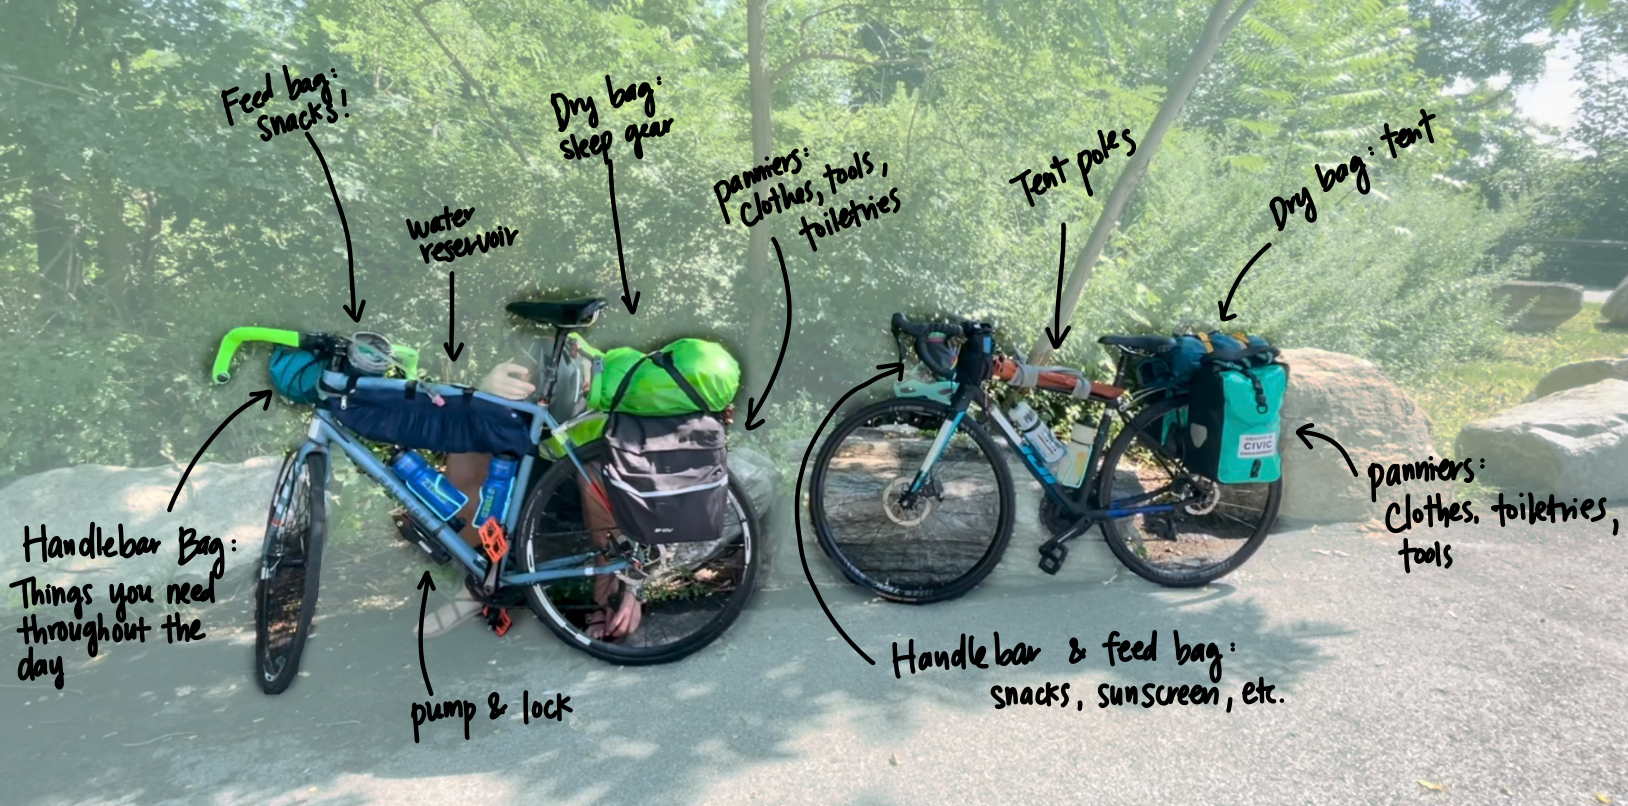 Feed bag:
snacks!
Dry bag:
sleep gear
water
reservoir
panniers:
Clothes, tools,
toiletries
Tent poles
Dry bag: tent
Handlebar Bag:
Things you need
throughout the
day
pump & lock
Handlebar & feed bag:
snacks, sunscreen, etc.
panniers:
Clothes, toiletries,
tools
CIVIC